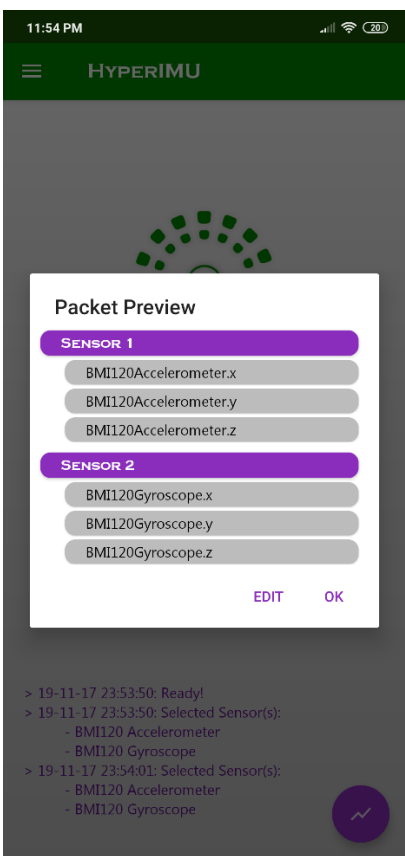 11:54 PM
20
HYPERIMU
Packet Preview
SENSOR 1
BMI120Accelerometer.x
BMI120Accelerometer.y
BMI120Accelerometer.z
SENSOR 2
BMI120Gyroscope.x
BMI120Gyroscope.y
BMI120Gyroscope.z
EDIT OK
> 19-11-17 23:53:50: Ready!
> 19-11-17 23:53:50: Selected Sensor(s):
- BMI120 Accelerometer
- BMI120 Gyroscope
> 19-11-17 23:54:01: Selected Sensor(s):
- BMI120 Accelerometer
- BMI120 Gyroscope